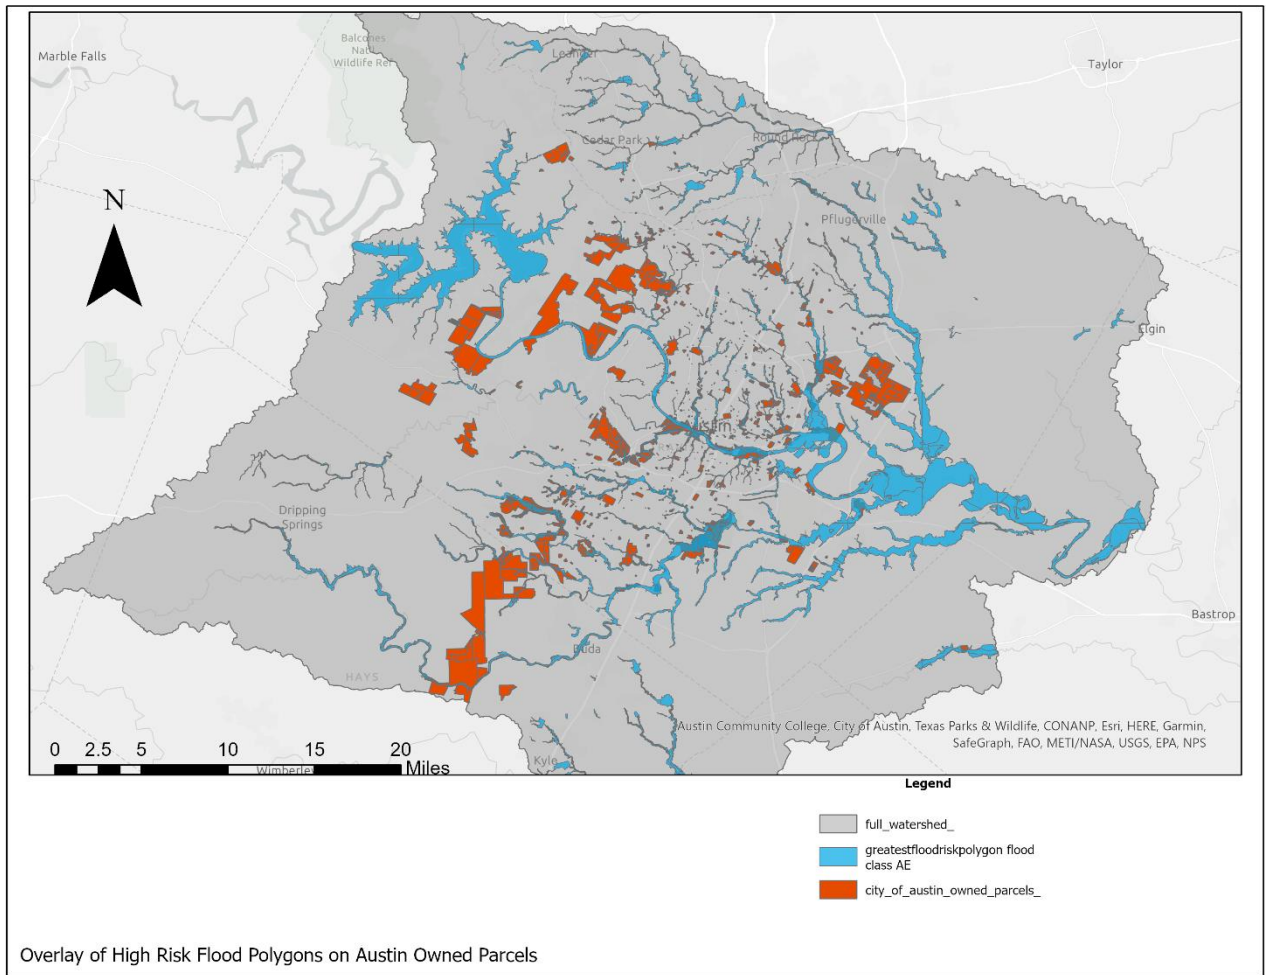 Marble Falls
Balcones
Nat'l
Wildlife Ref
Leander
Taylor
Cedar Park
Round Rock
N
Pflugerville
Elgin
Austin
Dripping
Springs
Bastrop
Buda
HAYS
Austin Community College, City of Austin, Texas Parks & Wildlife, CONANP, Esri, HERE, Garmin,
SafeGraph, FAO, METI/NASA, USGS, EPA, NPS
Kyle
0 2.5 5 10 15 20
Miles
Wimberley
Legend
full_watershed_
greatestfloodriskpolygon flood
class AE
city_of_austin_owned_parcels_
Overlay of High Risk Flood Polygons on Austin Owned Parcels